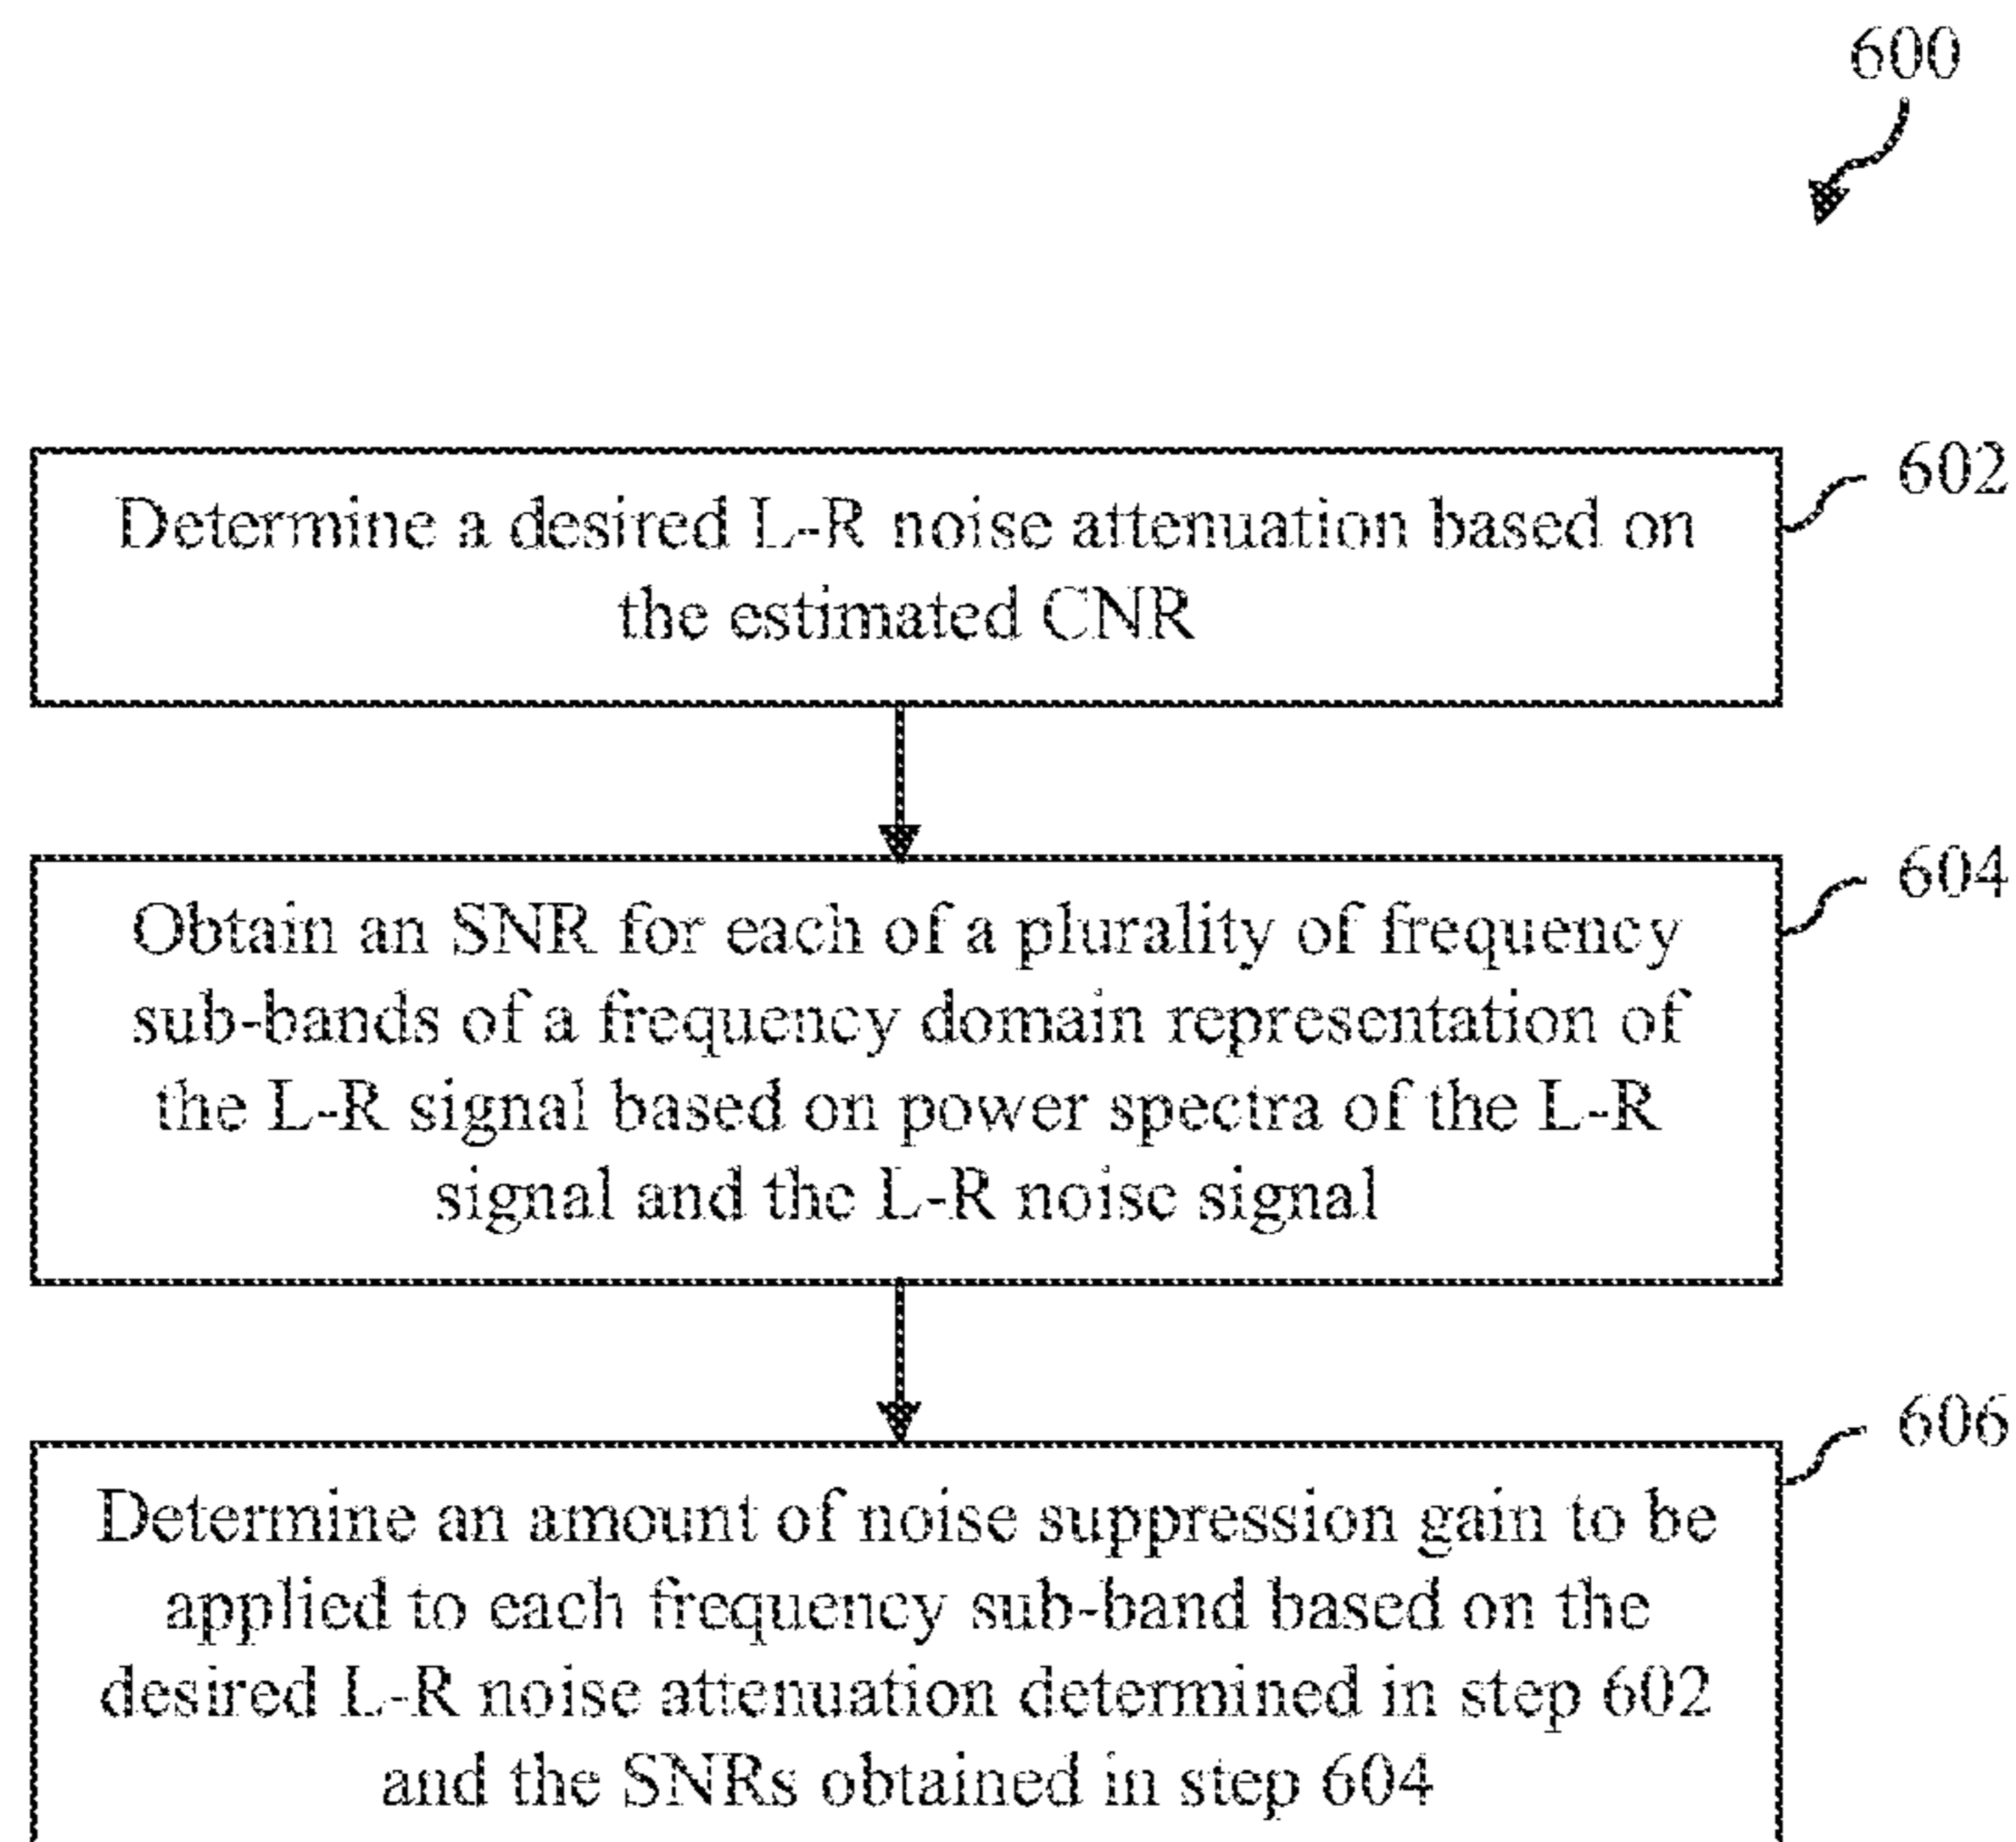 600
602
Determine a desired L-R noise attenuation based on
the estimated CNR
604
Obtain an SNR for each of a plurality of frequency
sub-bands of a frequency domain representation of
the L-R signal based on power spectra of the L-R
signal and the L-R noise signal
606
Determine an amount of noise suppression gain to be
applied to each frequency sub-band based on the
desired L-R noise attenuation determined in step 602
and the SNRs obtained in step 604